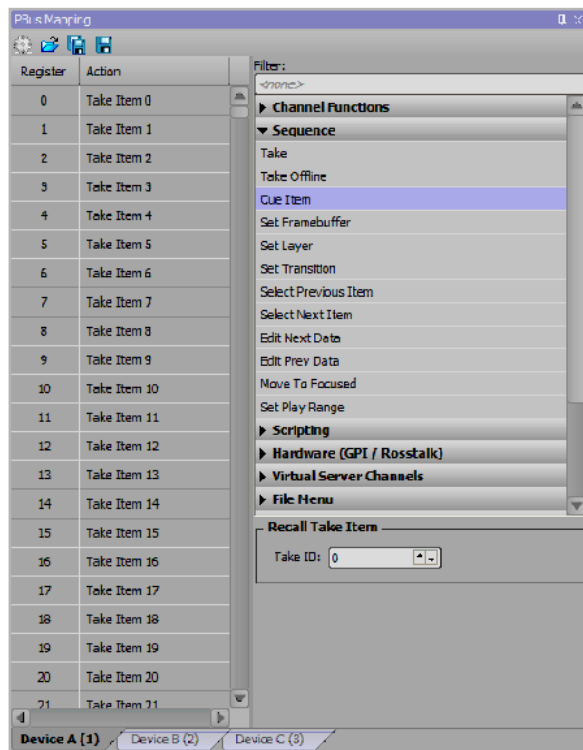 PBus Mapping
Register Action
0 Take Item 0
1 Take Item 1
2 Take Item 2
3 Take Item 3
4 Take Item 4
5 Take Item 5
6 Take Item 6
7 Take Item 7
8 Take Item 8
9 Take Item 9
10 Take Item 10
11 Take Item 11
12 Take Item 12
13 Take Item 13
14 Take Item 14
15 Take Item 15
16 Take Item 16
17 Take Item 17
18 Take Item 18
19 Take Item 19
20 Take Item 20
21 Take Item 21
Filter:
<none>
Channel Functions
Sequence
Take
Take Offline
Cue Item
Set Framebuffer
Set Layer
Set Transition
Select Previous Item
Select Next Item
Edit Next Data
Edit Prev Data
Move To Focused
Set Play Range
Scripting
Hardware (GPI / Rosstalk)
Virtual Server Channels
File Menu
Recall Take Item
Take ID: 0
Device A (1) Device B (2) Device C (3)